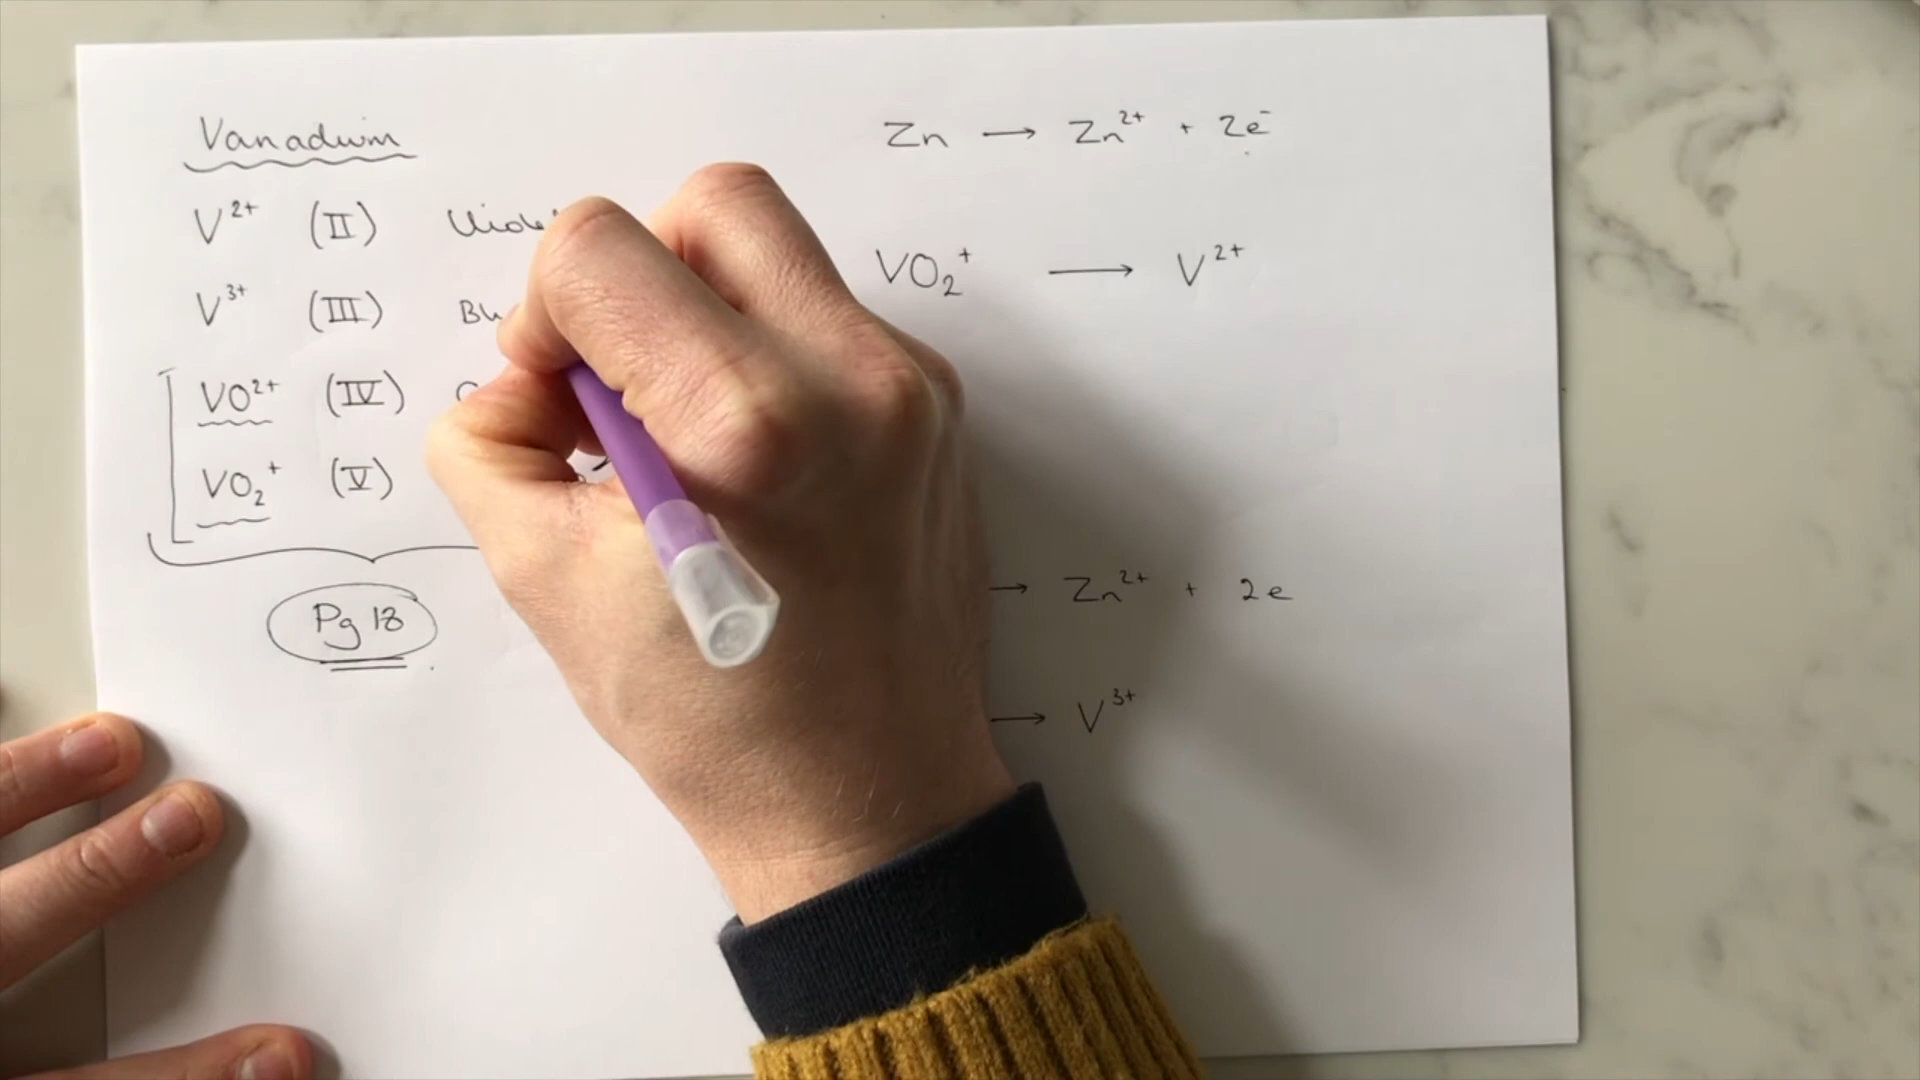 Vanadium
V²⁺ (II)
V³⁺ (III)
VO²⁺ (IV)
VO₂⁺ (V)
Pg 18
Zn → Zn²⁺ + 2e⁻
VO₂⁺ → V²⁺
→ Zn²⁺ + 2e
→ V³⁺